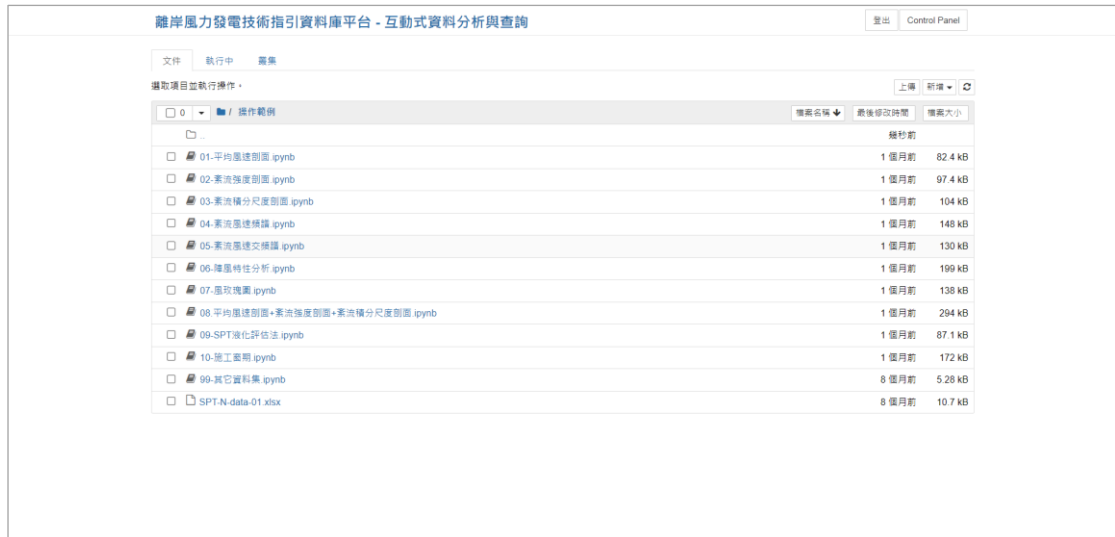 離岸風力發電技術指引資料庫平台 - 互動式資料分析與查詢 登出 Control Panel
文件 執行中 叢集
選取項目並執行操作。 上傳 新增
0 / 操作範例 檔案名稱 最後修改時間 檔案大小
.. 幾秒前
01-平均風速剖面.ipynb 1 個月前 82.4 kB
02-紊流強度剖面.ipynb 1 個月前 97.4 kB
03-紊流積分尺度剖面.ipynb 1 個月前 104 kB
04-紊流風速頻譜.ipynb 1 個月前 148 kB
05-紊流風速交頻譜.ipynb 1 個月前 130 kB
06-陣風特性分析.ipynb 1 個月前 199 kB
07-風玫瑰圖.ipynb 1 個月前 138 kB
08.平均風速剖面+紊流強度剖面+紊流積分尺度剖面.ipynb 1 個月前 294 kB
09-SPT液化評估法.ipynb 1 個月前 87.1 kB
10-施工窗期.ipynb 1 個月前 172 kB
99-其它資料集.ipynb 8 個月前 5.28 kB
SPT-N-data-01.xlsx 8 個月前 10.7 kB